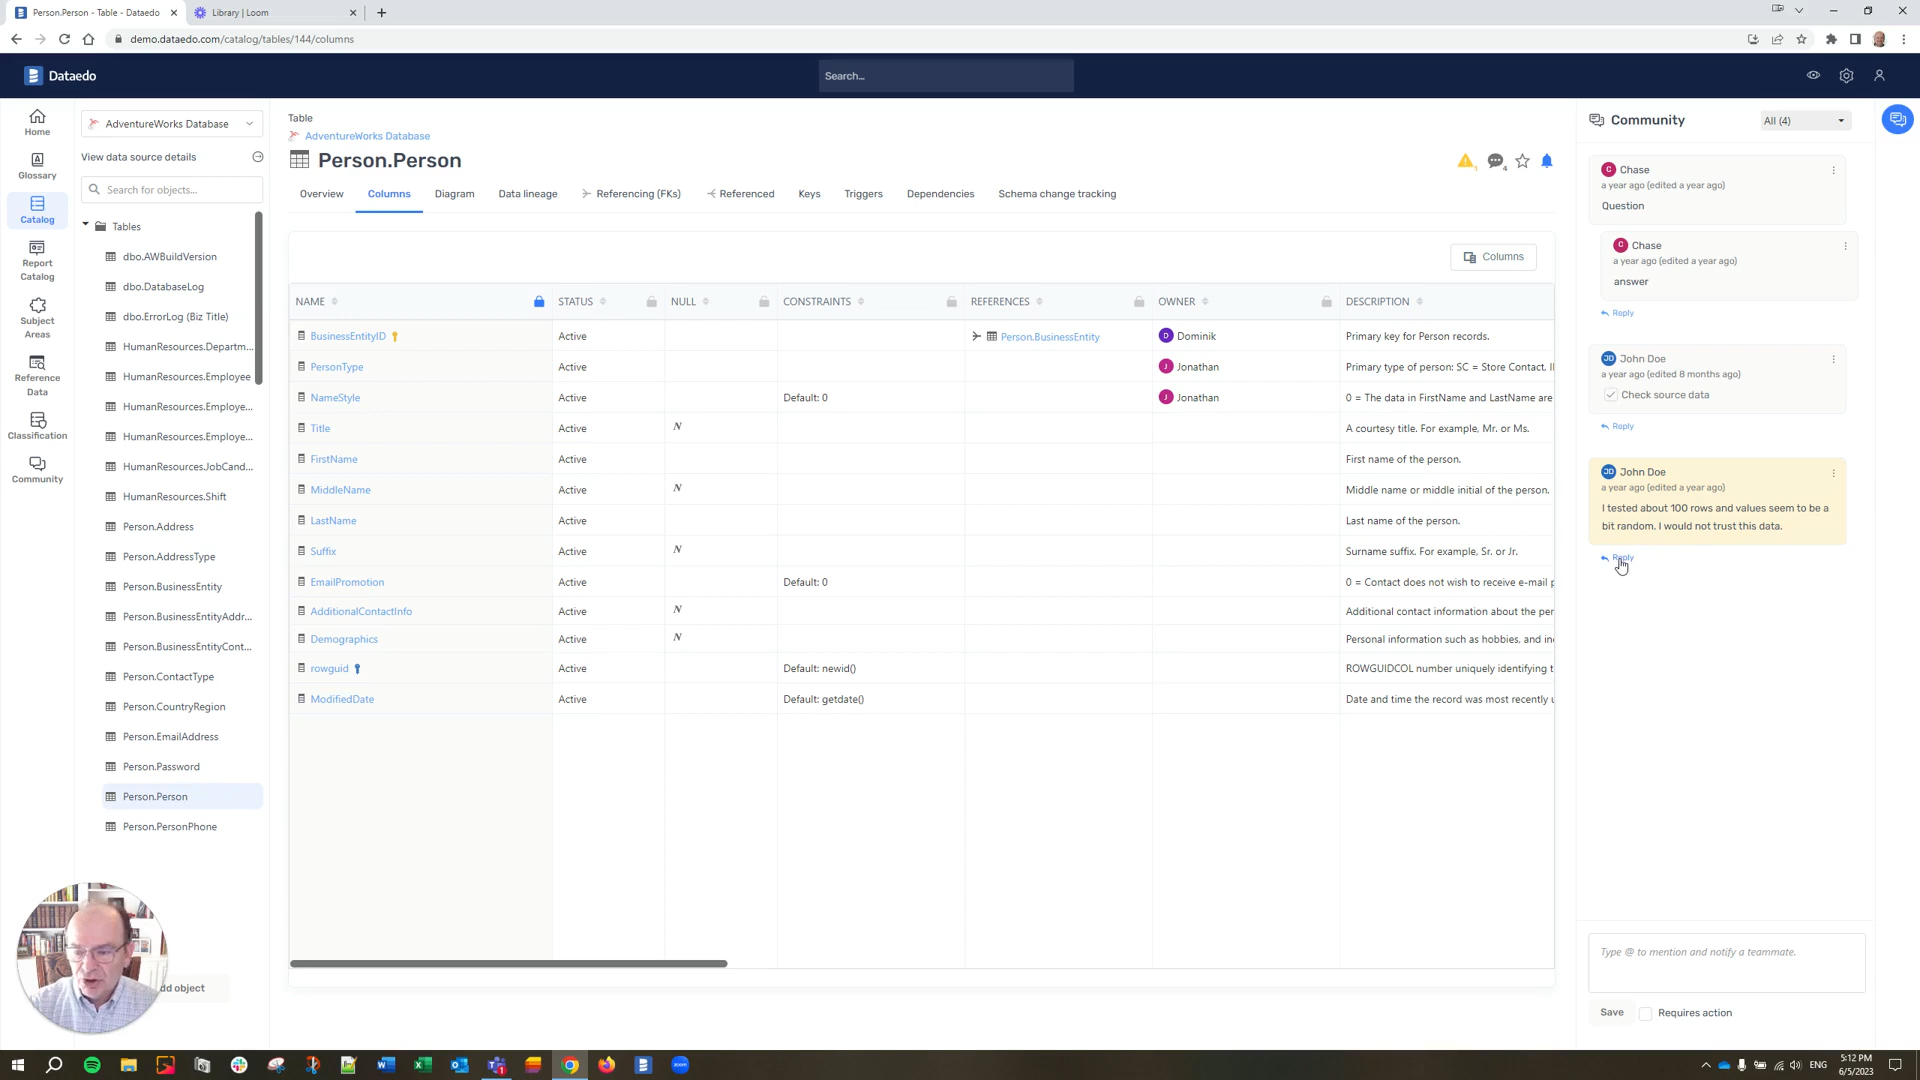 Person.Person - Table - Dataedo
Library | Loom
demo.dataedo.com/catalog/tables/144/columns
Dataedo
Search...
Home
Glossary
Catalog
Report
Catalog
Subject
Areas
Reference
Data
Classification
Community
AdventureWorks Database
View data source details
Search for objects...
Tables
dbo.AWBuildVersion
dbo.DatabaseLog
dbo.ErrorLog (Biz Title)
HumanResources.Departm...
HumanResources.Employee
HumanResources.Employe...
HumanResources.Employe...
HumanResources.JobCand...
HumanResources.Shift
Person.Address
Person.AddressType
Person.BusinessEntity
Person.BusinessEntityAddr...
Person.BusinessEntityCont...
Person.ContactType
Person.CountryRegion
Person.EmailAddress
Person.Password
Person.Person
Person.PersonPhone
dd object
Table
AdventureWorks Database
Person.Person
Overview Columns Diagram Data lineage Referencing (FKs) Referenced Keys Triggers Dependencies Schema change tracking
Columns
NAME STATUS NULL CONSTRAINTS REFERENCES OWNER DESCRIPTION
BusinessEntityID Active Person.BusinessEntity D Dominik Primary key for Person records.
PersonType Active J Jonathan Primary type of person: SC = Store Contact, I
NameStyle Active Default: 0 J Jonathan 0 = The data in FirstName and LastName are
Title Active N A courtesy title. For example, Mr. or Ms.
FirstName Active First name of the person.
MiddleName Active N Middle name or middle initial of the person.
LastName Active Last name of the person.
Suffix Active N Surname suffix. For example, Sr. or Jr.
EmailPromotion Active Default: 0 0 = Contact does not wish to receive e-mail p
AdditionalContactInfo Active N Additional contact information about the per
Demographics Active N Personal information such as hobbies, and in
rowguid Active Default: newid() ROWGUIDCOL number uniquely identifying t
ModifiedDate Active Default: getdate() Date and time the record was most recently u
Community
All (4)
C Chase
a year ago (edited a year ago)
Question
C Chase
a year ago (edited a year ago)
answer
Reply
JD John Doe
a year ago (edited 8 months ago)
Check source data
Reply
JD John Doe
a year ago (edited a year ago)
I tested about 100 rows and values seem to be a
bit random. I would not trust this data.
Reply
Type @ to mention and notify a teammate.
Save
Requires action
ENG
5:12 PM
6/5/2023